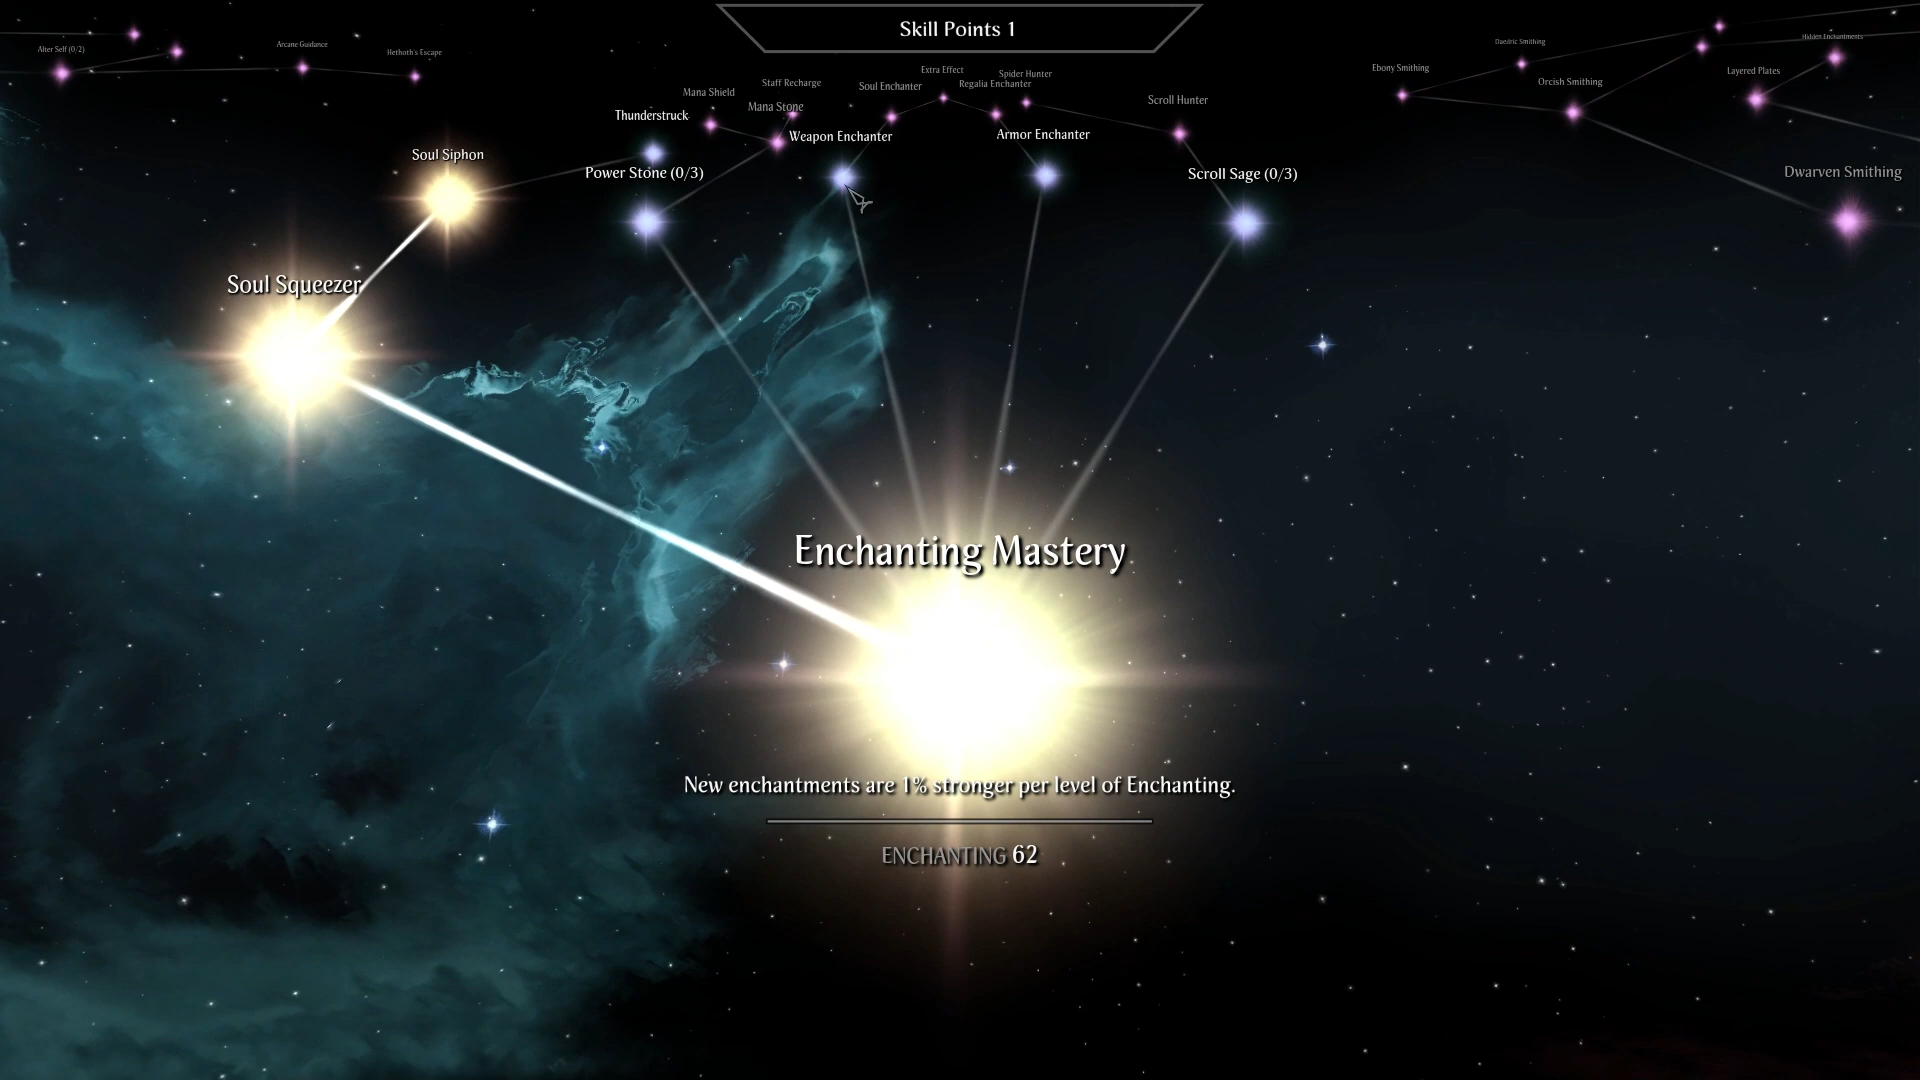 Skill Points 1
Alter Self (0/2)
Arcane Guidance
Hethoth's Escape
Daedric Smithing
Hidden Enchantments
Ebony Smithing
Orcish Smithing
Layered Plates
Extra Effect
Spider Hunter
Staff Recharge
Soul Enchanter
Regalia Enchanter
Mana Shield
Mana Stone
Scroll Hunter
Thunderstruck
Weapon Enchanter
Armor Enchanter
Soul Siphon
Power Stone (0/3)
Scroll Sage (0/3)
Dwarven Smithing
Soul Squeezer
Enchanting Mastery
New enchantments are 1% stronger per level of Enchanting.
ENCHANTING 62